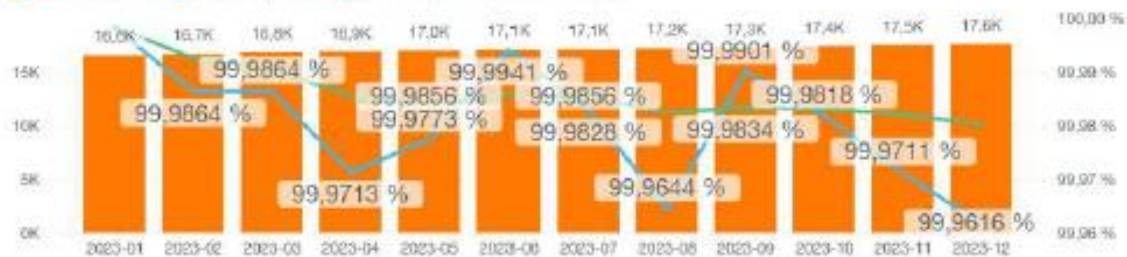 16,6K 16,7K 16,8K 16,9K 17,0K 17,1K 17,1K 17,2K 17,3K 17,4K 17,5K 17,6K 100,00 %
99,9901 %
15K 99,9864 % 99,9941 % 99,99 %
99,9856 % 99,9856 % 99,9818 %
99,9864 % 99,9773 %
10K 99,9828 % 99,9834 % 99,98 %
99,9711 %
5K 99,9713 % 99,9644 % 99,97 %
99,9616 %
0K 99,96 %
2023-01 2023-02 2023-03 2023-04 2023-05 2023-06 2023-07 2023-08 2023-09 2023-10 2023-11 2023-12